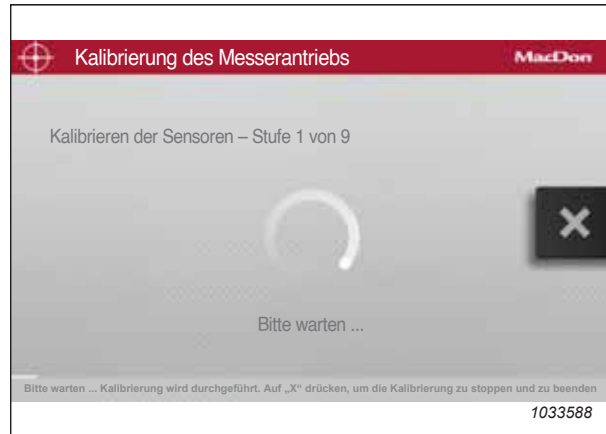 Kalibrierung des Messerantriebs MacDon
Kalibrieren der Sensoren – Stufe 1 von 9
Bitte warten ...
Bitte warten ... Kalibrierung wird durchgeführt. Auf „X“ drücken, um die Kalibrierung zu stoppen und zu beenden
1033588